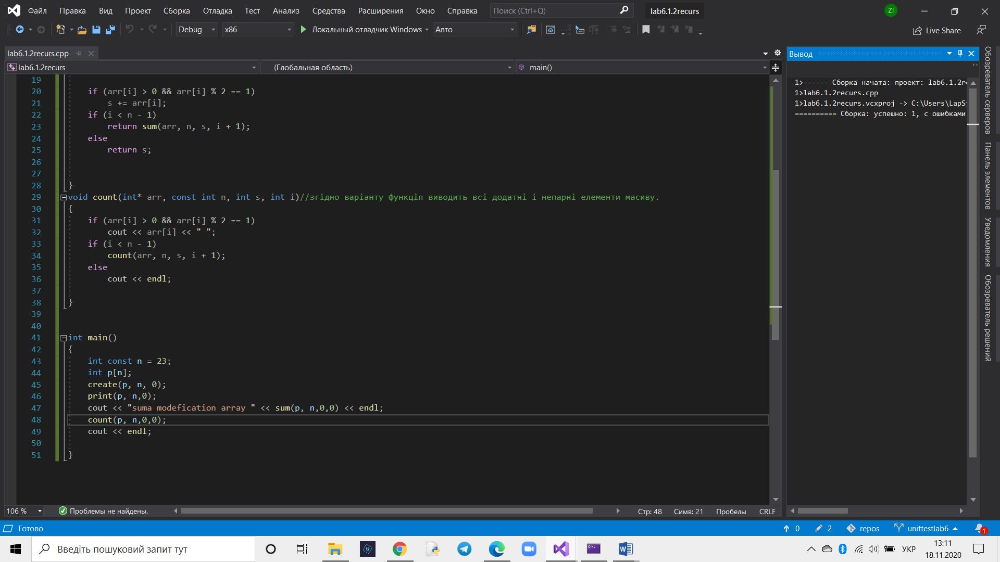 Файл Правка Вид Проект Сборка Отладка Тест Анализ Средства Расширения Окно Справка Поиск (Ctrl+Q) lab6.1.2recurs ZI
Debug x86 Локальный отладчик Windows Авто Live Share
lab6.1.2recurs.cpp
lab6.1.2recurs (Глобальная область) main()
19
20 if (arr[i] > 0 && arr[i] % 2 == 1)
21 s += arr[i];
22 if (i < n - 1)
23 return sum(arr, n, s, i + 1);
24 else
25 return s;
26
27
28 }
29 void count(int* arr, const int n, int s, int i)//згідно варіанту функція виводить всі додатні і непарні елементи масиву.
30 {
31 if (arr[i] > 0 && arr[i] % 2 == 1)
32 cout << arr[i] << " ";
33 if (i < n - 1)
34 count(arr, n, s, i + 1);
35 else
36 cout << endl;
37
38 }
39
40
41 int main()
42 {
43 int const n = 23;
44 int p[n];
45 create(p, n, 0);
46 print(p, n,0);
47 cout << "suma modefication array " << sum(p, n,0,0) << endl;
48 count(p, n,0,0);
49 cout << endl;
50
51 }
106 % Проблемы не найдены. Стр: 48 Симв: 21 Пробелы CRLF
Вывод
1>------ Сборка начата: проект: lab6.1.2re
1>lab6.1.2recurs.cpp
1>lab6.1.2recurs.vcxproj -> C:\Users\LapSt
========== Сборка: успешно: 1, с ошибками
Обозреватель серверов
Панель элементов
Уведомления
Обозреватель решений
Готово 0 2 repos unittestlab6 1
Введіть пошуковий запит тут УКР 13:11
18.11.2020